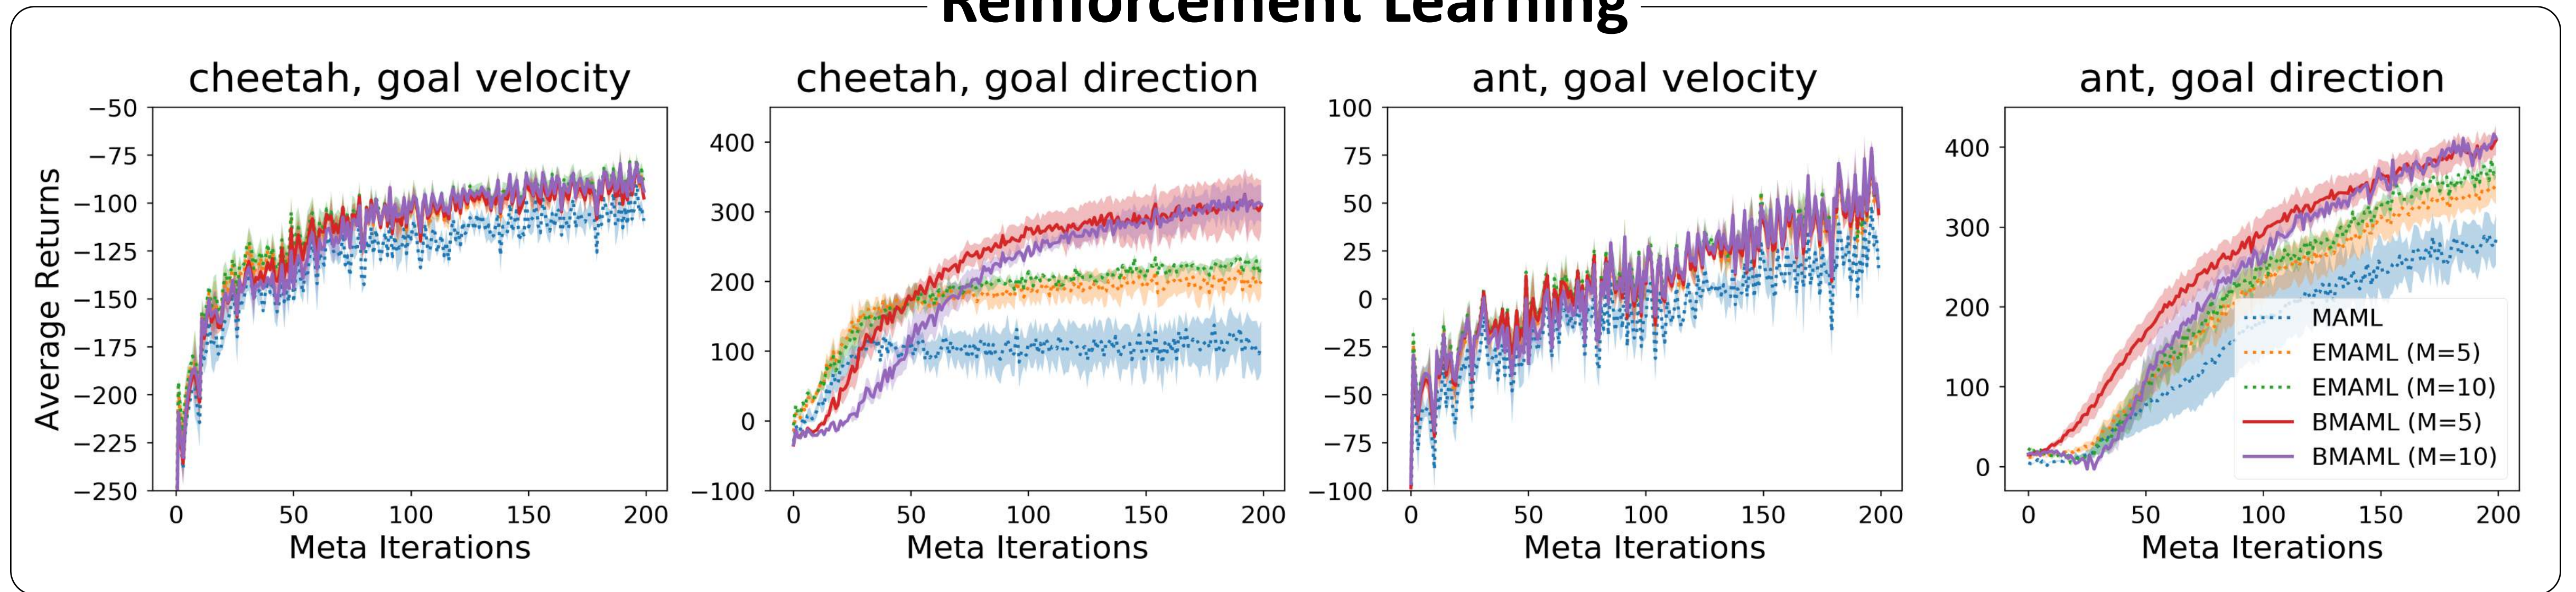 Reinforcement Learning
cheetah, goal velocity
−50
−75
−100
−125
−150
−175
−200
−225
−250
Average Returns
0 50 100 150 200
Meta Iterations
cheetah, goal direction
400
300
200
100
0
−100
0 50 100 150 200
Meta Iterations
ant, goal velocity
100
75
50
25
0
−25
−50
−75
−100
0 50 100 150 200
Meta Iterations
ant, goal direction
400
300
200
100
0
MAML
EMAML (M=5)
EMAML (M=10)
BMAML (M=5)
BMAML (M=10)
0 50 100 150 200
Meta Iterations